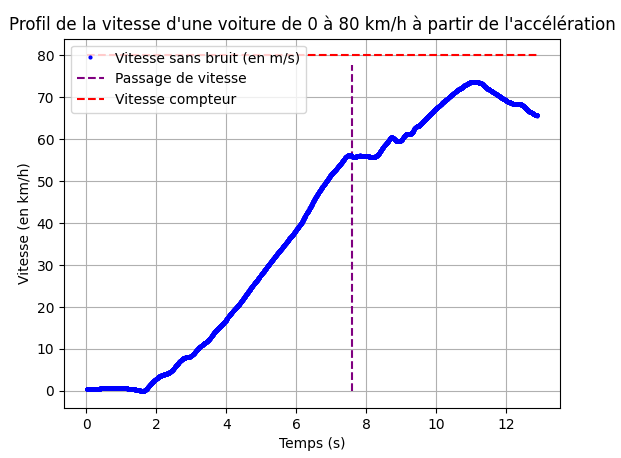 Profil de la vitesse d'une voiture de 0 à 80 km/h à partir de l'accélération
80
70
60
50
40
30
20
10
0
Vitesse (en km/h)
Vitesse sans bruit (en m/s)
Passage de vitesse
Vitesse compteur
0 2 4 6 8 10 12
Temps (s)